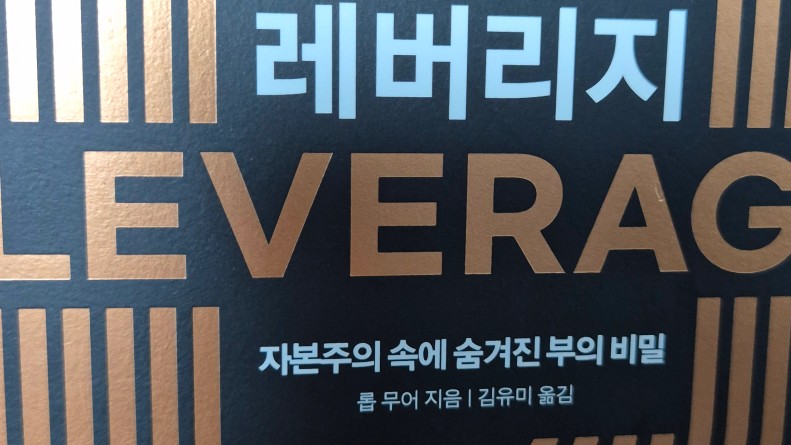 레버리지
LEVERAG
자본주의 속에 숨겨진 부의 비밀
롭 무어 지음 | 김유미 옮김